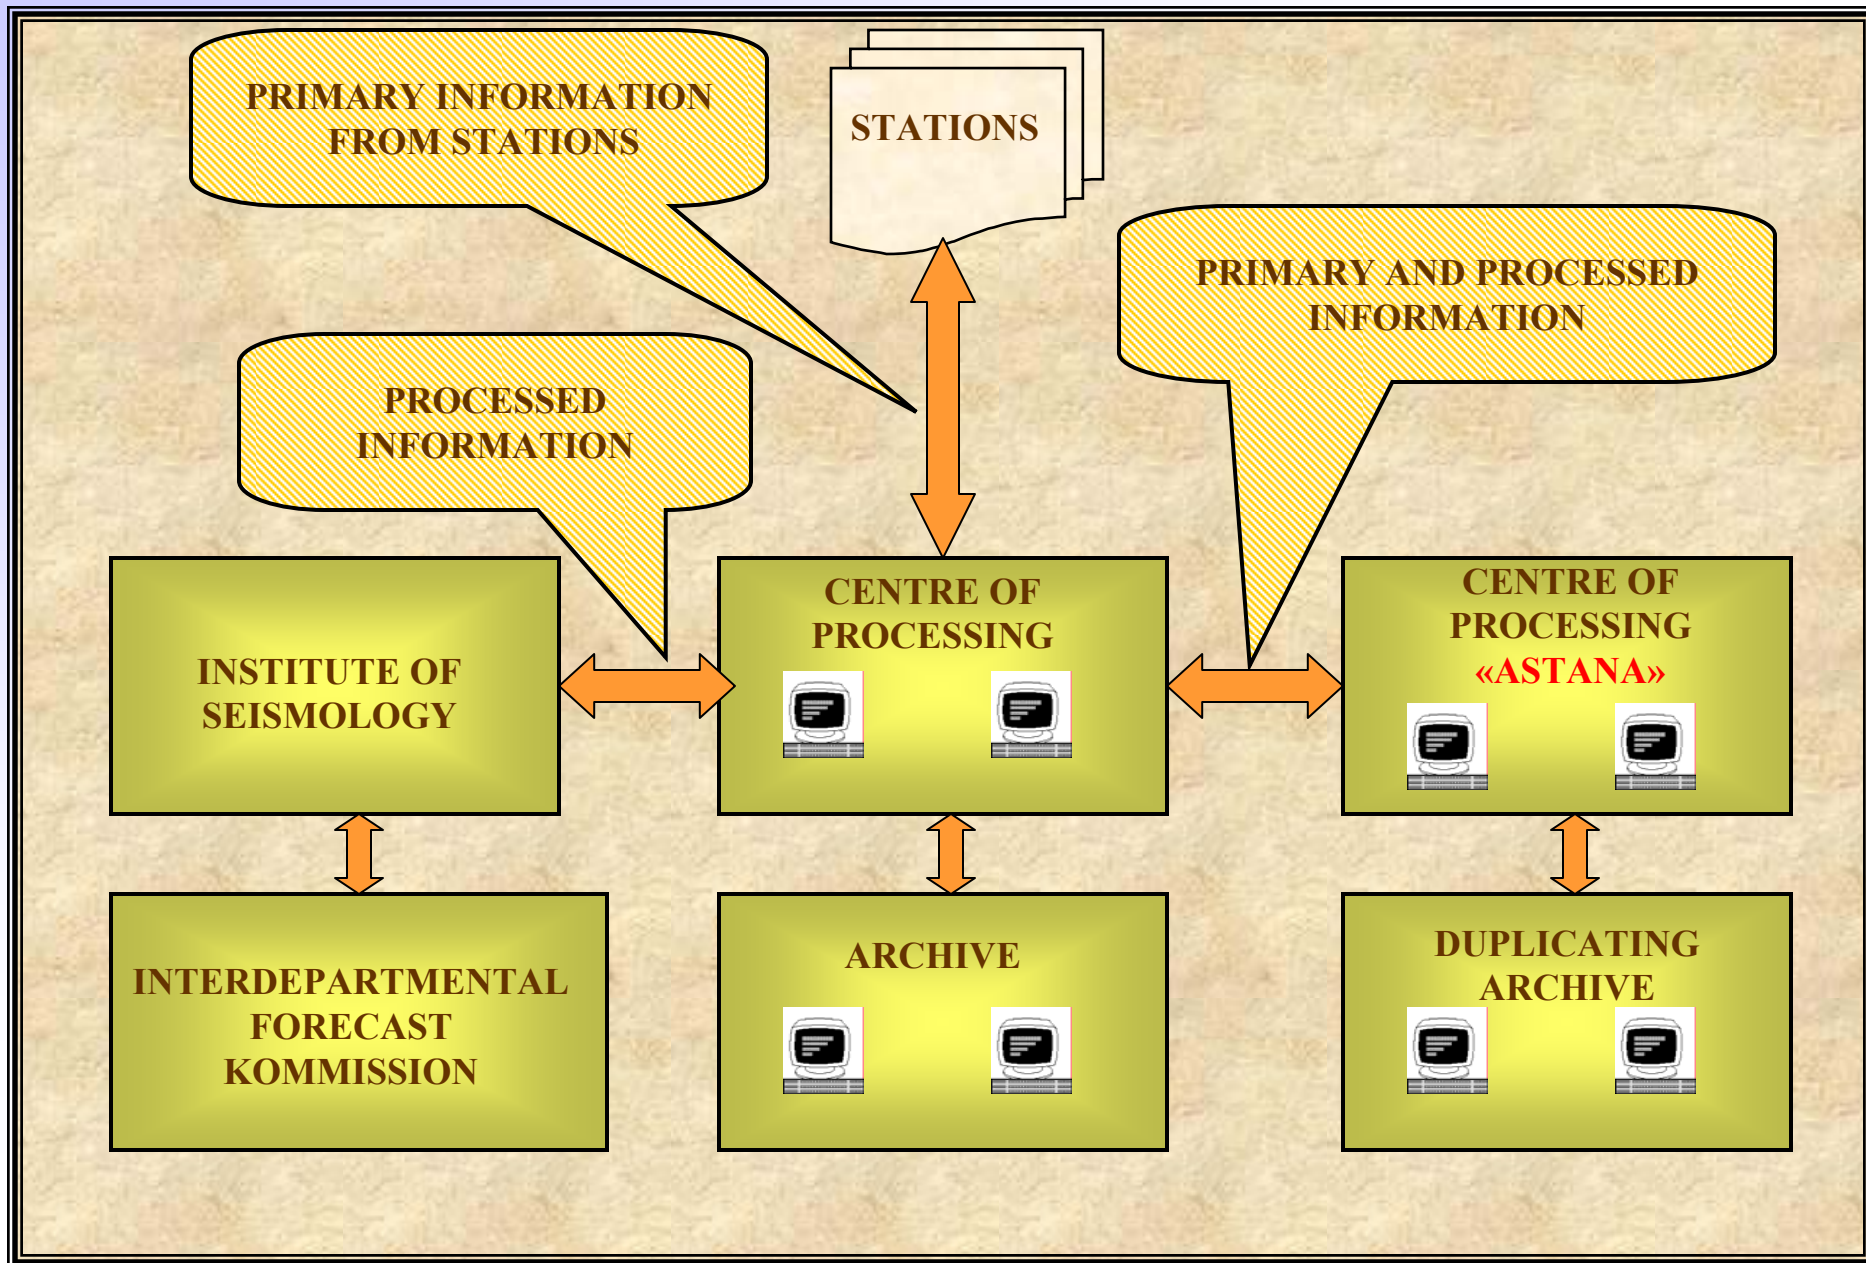 PRIMARY INFORMATION
FROM STATIONS
STATIONS
PRIMARY AND PROCESSED
INFORMATION
PROCESSED
INFORMATION
INSTITUTE OF
SEISMOLOGY
CENTRE OF
PROCESSING
CENTRE OF
PROCESSING
«ASTANA»
INTERDEPARTMENTAL
FORECAST
KOMMISSION
ARCHIVE
DUPLICATING
ARCHIVE